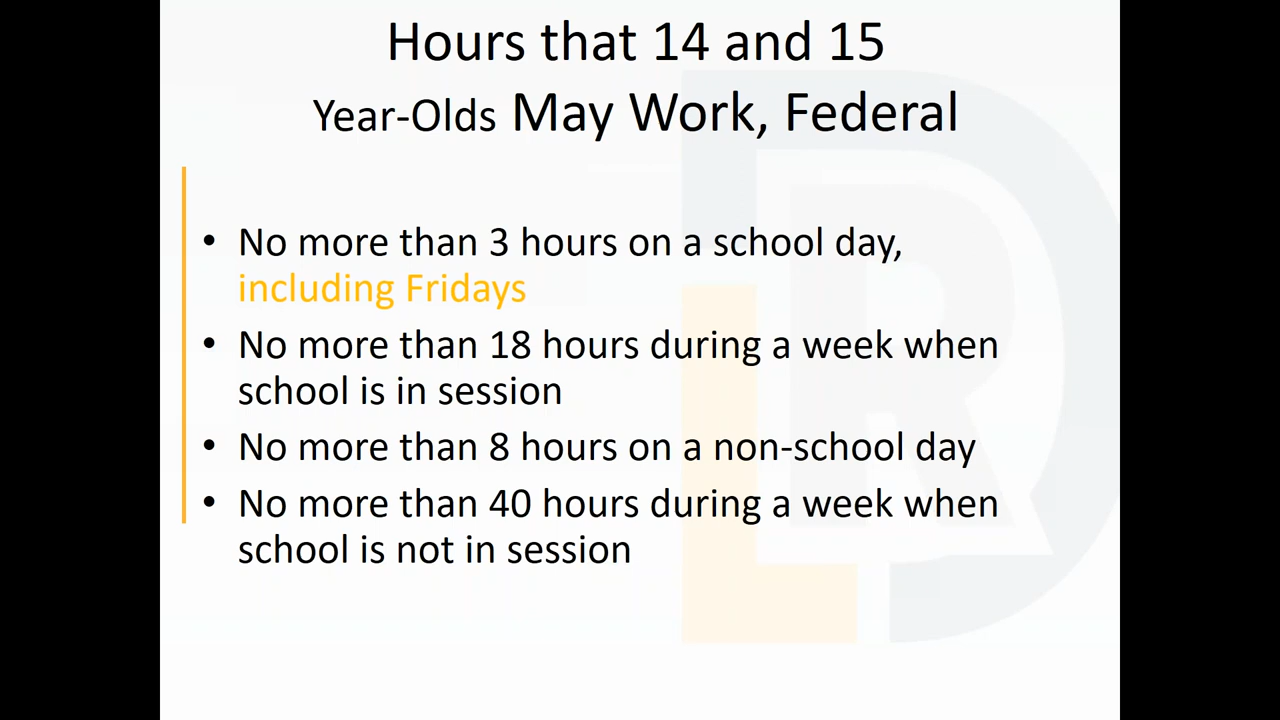 Hours that 14 and 15
Year-Olds May Work, Federal
• No more than 3 hours on a school day,
including Fridays
• No more than 18 hours during a week when
school is in session
• No more than 8 hours on a non-school day
• No more than 40 hours during a week when
school is not in session